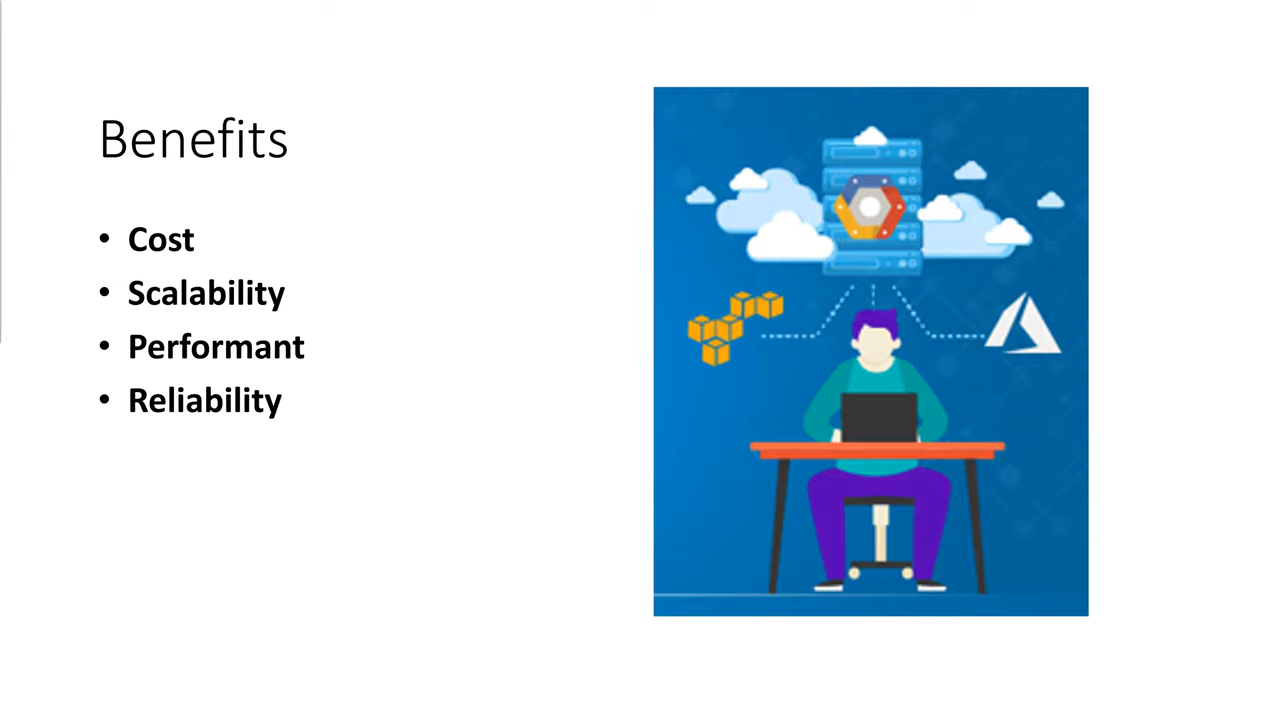 Benefits
• Cost
• Scalability
• Performant
• Reliability